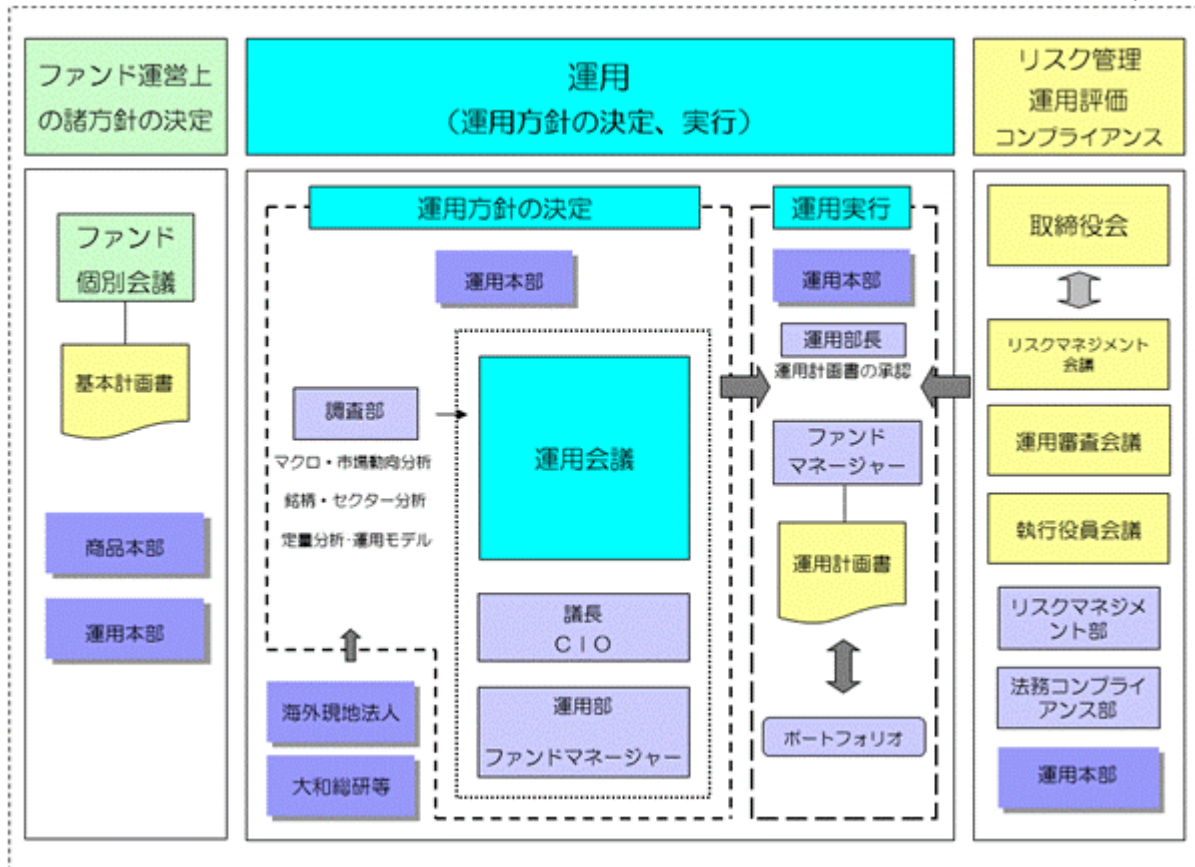 ファンド運営上
の諸方針の決定
運用
（運用方針の決定、実行）
リスク管理
運用評価
コンプライアンス
ファンド
個別会議
基本計画書
商品本部
運用本部
運用方針の決定
運用本部
調査部
マクロ・市場動向分析
銘柄・セクター分析
定量分析・運用モデル
運用会議
議長
CIO
運用部
ファンドマネージャー
海外現地法人
大和総研等
運用実行
運用本部
運用部長
運用計画書の承認
ファンド
マネージャー
運用計画書
ポートフォリオ
取締役会
リスクマネジメント
会議
運用審査会議
執行役員会議
リスクマネジメ
ント部
法務コンプライ
アンス部
運用本部